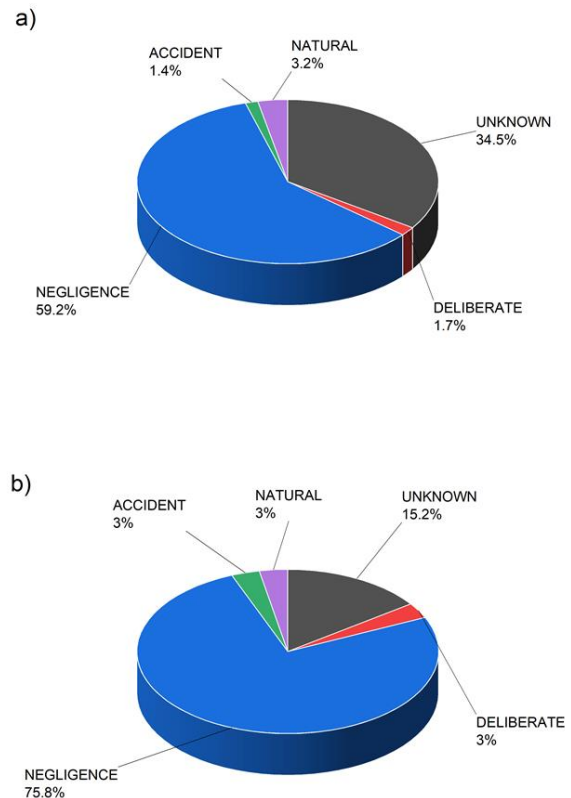 a)
ACCIDENT
1.4%
NATURAL
3.2%
UNKNOWN
34.5%
NEGLIGENCE
59.2%
DELIBERATE
1.7%
b)
ACCIDENT
3%
NATURAL
3%
UNKNOWN
15.2%
DELIBERATE
3%
NEGLIGENCE
75.8%